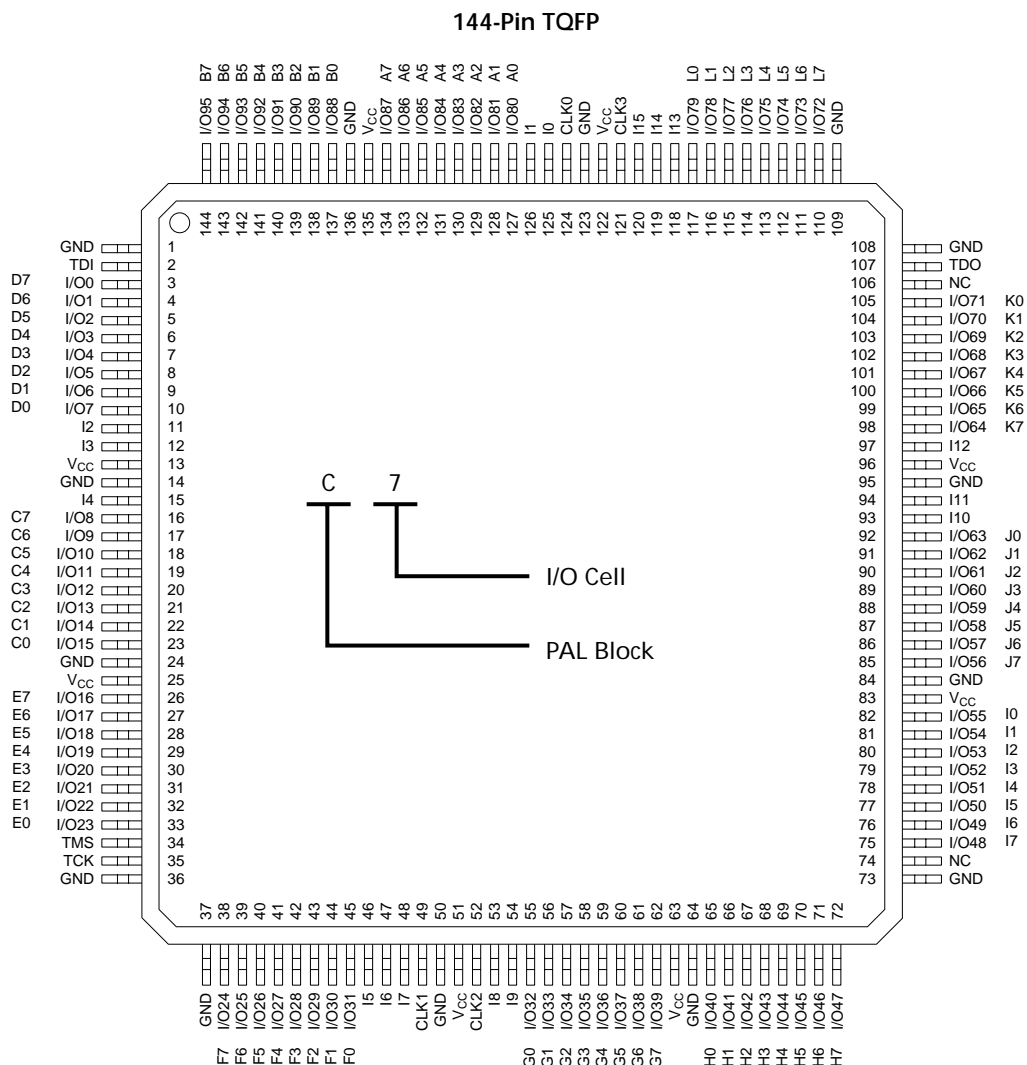 144-Pin TQFP
B7 B6 B5 B4 B3 B2 B1 B0 A7 A6 A5 A4 A3 A2 A1 A0 L0 L1 L2 L3 L4 L5 L6 L7
I/O95 I/O94 I/O93 I/O92 I/O91 I/O90 I/O89 I/O88 GND VCC I/O87 I/O86 I/O85 I/O84 I/O83 I/O82 I/O81 I/O80 I1 I0 CLK0 GND VCC CLK3 I15 I14 I13 I/O79 I/O78 I/O77 I/O76 I/O75 I/O74 I/O73 I/O72 GND
144 143 142 141 140 139 138 137 136 135 134 133 132 131 130 129 128 127 126 125 124 123 122 121 120 119 118 117 116 115 114 113 112 111 110 109
GND 1 108 GND
TDI 2 107 TDO
D7 I/O0 3 106 NC
D6 I/O1 4 105 I/O71 K0
D5 I/O2 5 104 I/O70 K1
D4 I/O3 6 103 I/O69 K2
D3 I/O4 7 102 I/O68 K3
D2 I/O5 8 101 I/O67 K4
D1 I/O6 9 100 I/O66 K5
D0 I/O7 10 99 I/O65 K6
I2 11 98 I/O64 K7
I3 12 97 I12
VCC 13 96 VCC
GND 14 C 7 95 GND
I4 15 94 I11
C7 I/O8 16 93 I10
C6 I/O9 17 92 I/O63 J0
C5 I/O10 18 91 I/O62 J1
C4 I/O11 19 I/O Cell 90 I/O61 J2
C3 I/O12 20 89 I/O60 J3
C2 I/O13 21 88 I/O59 J4
C1 I/O14 22 87 I/O58 J5
C0 I/O15 23 PAL Block 86 I/O57 J6
GND 24 85 I/O56 J7
VCC 25 84 GND
E7 I/O16 26 83 VCC
E6 I/O17 27 82 I/O55 I0
E5 I/O18 28 81 I/O54 I1
E4 I/O19 29 80 I/O53 I2
E3 I/O20 30 79 I/O52 I3
E2 I/O21 31 78 I/O51 I4
E1 I/O22 32 77 I/O50 I5
E0 I/O23 33 76 I/O49 I6
TMS 34 75 I/O48 I7
TCK 35 74 NC
GND 36 73 GND
37 38 39 40 41 42 43 44 45 46 47 48 49 50 51 52 53 54 55 56 57 58 59 60 61 62 63 64 65 66 67 68 69 70 71 72
GND I/O24 I/O25 I/O26 I/O27 I/O28 I/O29 I/O30 I/O31 I5 I6 I7 CLK1 GND VCC CLK2 I8 I9 I/O32 I/O33 I/O34 I/O35 I/O36 I/O37 I/O38 I/O39 VCC GND I/O40 I/O41 I/O42 I/O43 I/O44 I/O45 I/O46 I/O47
F7 F6 F5 F4 F3 F2 F1 F0 G0 G1 G2 G3 G4 G5 G6 G7 H0 H1 H2 H3 H4 H5 H6 H7